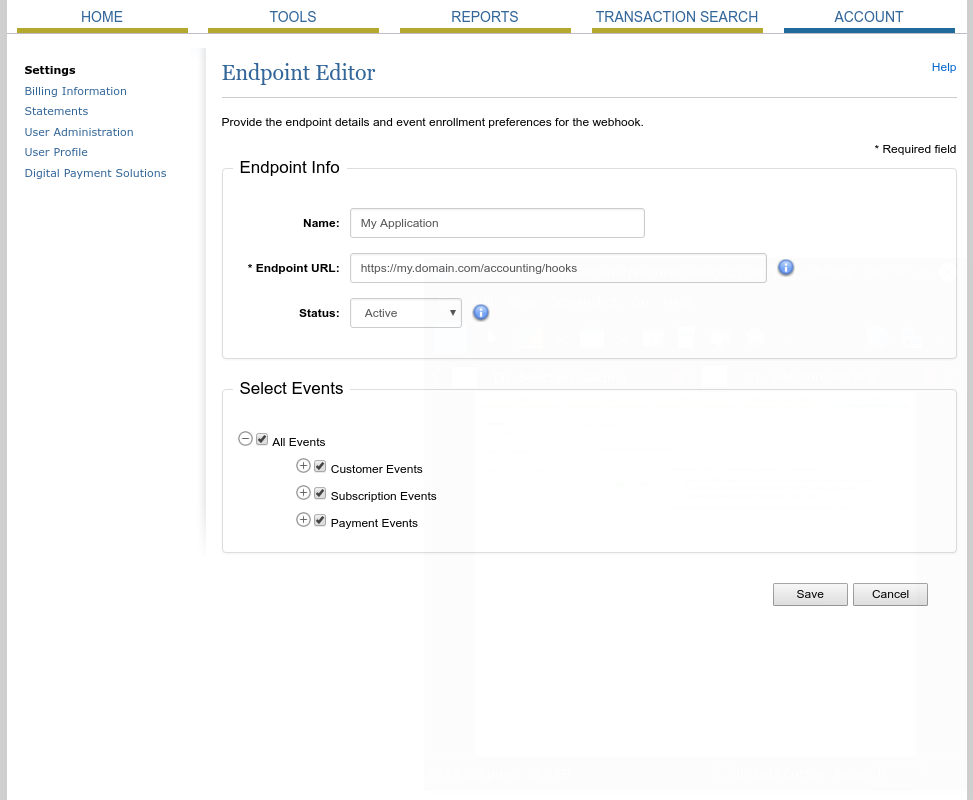 HOME TOOLS REPORTS TRANSACTION SEARCH ACCOUNT
Settings
Billing Information
Statements
User Administration
User Profile
Digital Payment Solutions
Endpoint Editor
Help
Provide the endpoint details and event enrollment preferences for the webhook.
* Required field
Endpoint Info
Name: My Application
* Endpoint URL: https://my.domain.com/accounting/hooks
Status: Active
Select Events
All Events
Customer Events
Subscription Events
Payment Events
Save Cancel